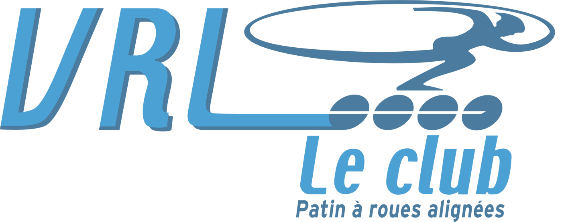 VRL
Le club
Patin à roues alignées